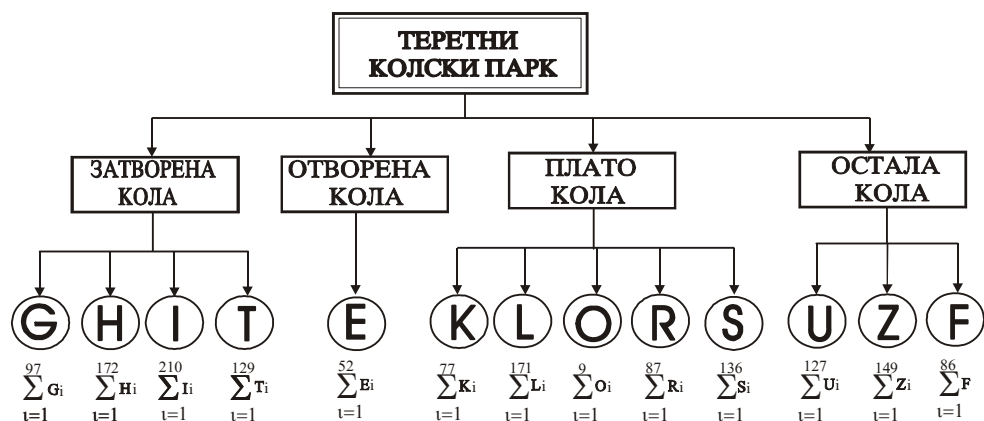 ТЕРЕТНИ
КОЛСКИ ПАРК
ЗАТВОРЕНА
КОЛА
ОТВОРЕНА
КОЛА
ПЛАТО
КОЛА
ОСТАЛА
КОЛА
G H I T E K L O R S U Z F
97 172 210 129 52 77 171 9 87 136 127 149 86
∑Gi ∑Hi ∑Ii ∑Ti ∑Ei ∑Ki ∑Li ∑Oi ∑Ri ∑Si ∑Ui ∑Zi ∑F
ι=1 ι=1 ι=1 ι=1 ι=1 ι=1 ι=1 ι=1 ι=1 ι=1 ι=1 ι=1 ι=1